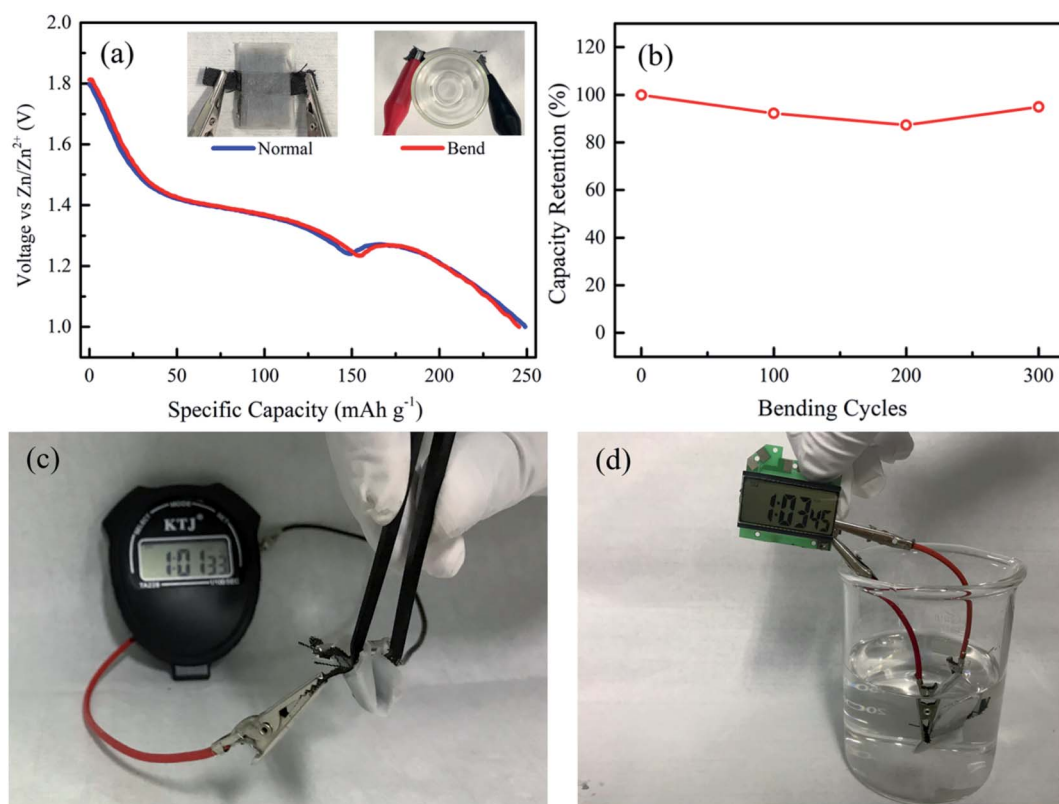 (a)
2.0
1.8
1.6
1.4
1.2
1.0
Voltage vs Zn/Zn²⁺ (V)
Normal
Bend
0
50
100
150
200
250
Specific Capacity (mAh g⁻¹)
(b)
120
100
80
60
40
20
0
Capacity Retention (%)
0
100
200
300
Bending Cycles
(c)
MODE
KTJ®
1:01 33
TA228
(d)
1:03 45